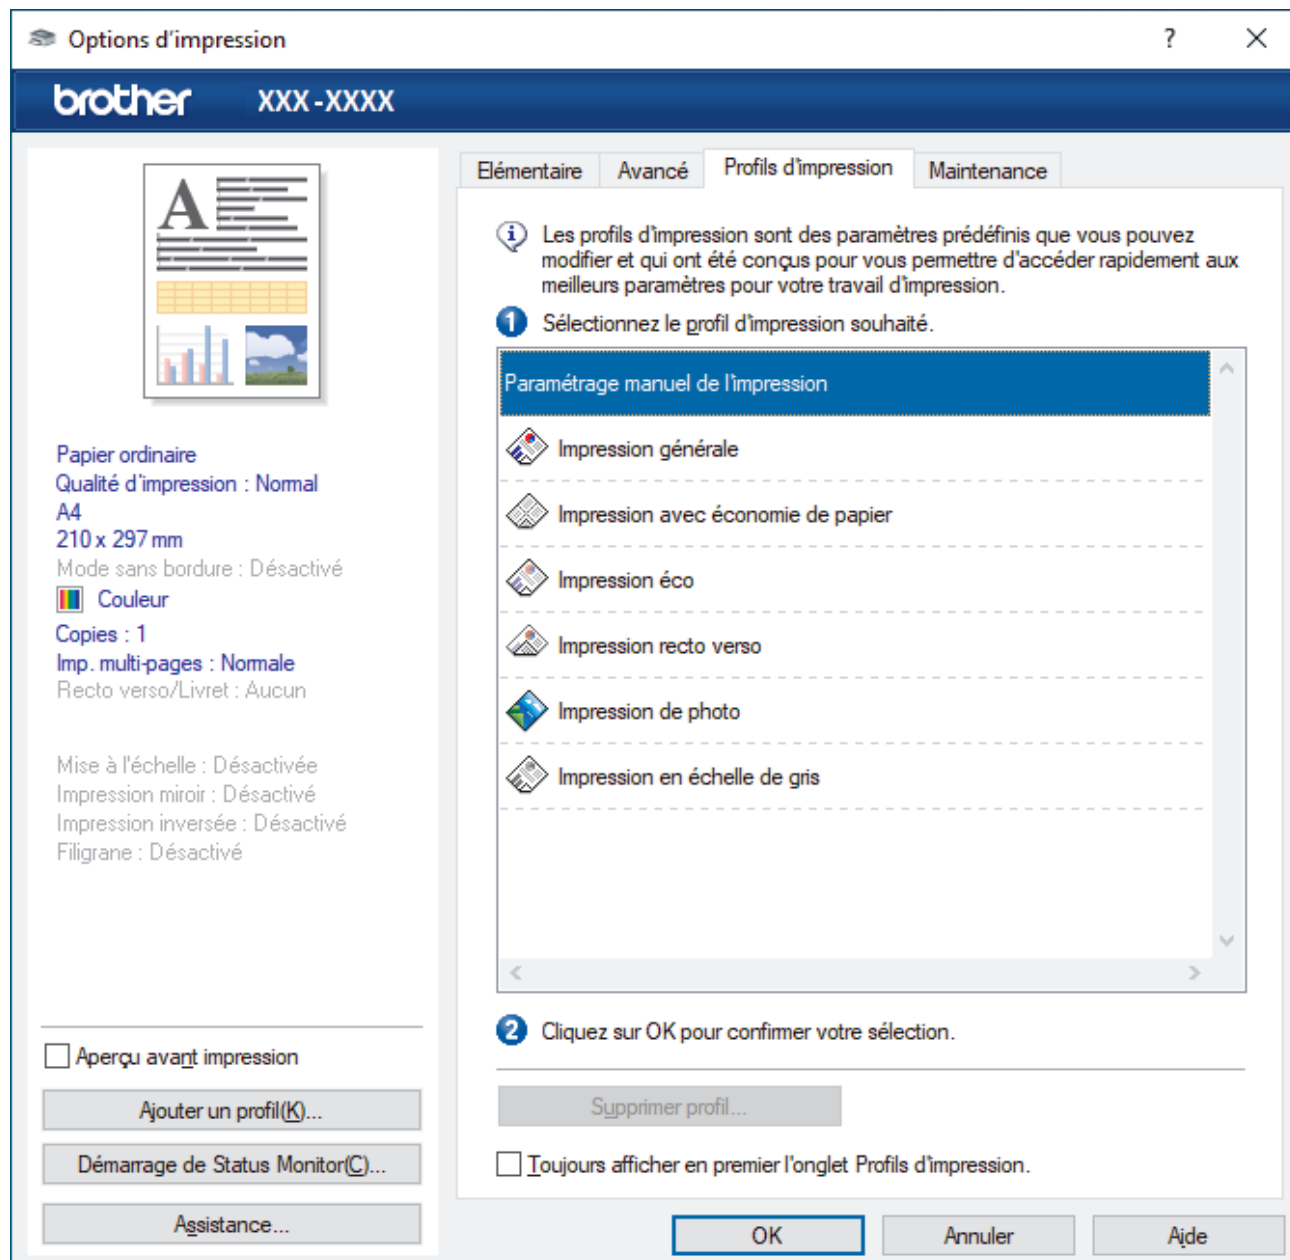 Options d'impression
?
brother XXX-XXXX
A
Papier ordinaire
Qualité d'impression : Normal
A4
210 x 297 mm
Mode sans bordure : Désactivé
Couleur
Copies : 1
Imp. multi-pages : Normale
Recto verso/Livret : Aucun
Mise à l'échelle : Désactivée
Impression miroir : Désactivé
Impression inversée : Désactivé
Filigrane : Désactivé
Aperçu avant impression
Ajouter un profil(K)...
Démarrage de Status Monitor(C)...
Assistance...
Elémentaire Avancé Profils d'impression Maintenance
Les profils d'impression sont des paramètres prédéfinis que vous pouvez
modifier et qui ont été conçus pour vous permettre d'accéder rapidement aux
meilleurs paramètres pour votre travail d'impression.
1 Sélectionnez le profil d'impression souhaité.
Paramétrage manuel de l'impression
Impression générale
Impression avec économie de papier
Impression éco
Impression recto verso
Impression de photo
Impression en échelle de gris
2 Cliquez sur OK pour confirmer votre sélection.
Supprimer profil...
Toujours afficher en premier l'onglet Profils d'impression.
OK Annuler Aide